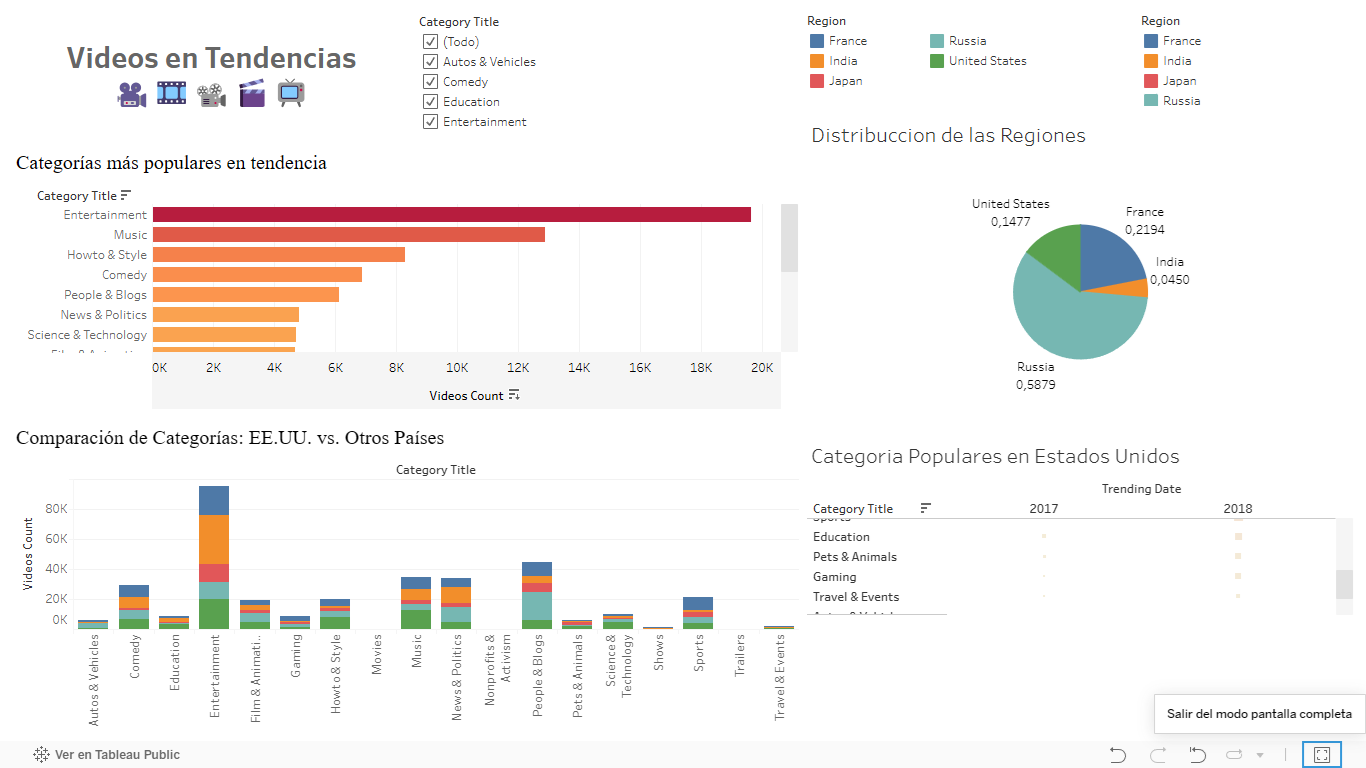 Videos en Tendencias
Category Title
(Todo)
Autos & Vehicles
Comedy
Education
Entertainment
Region
France
India
Japan
Russia
United States
Region
France
India
Japan
Russia
Categorías más populares en tendencia
Category Title
Entertainment
Music
Howto & Style
Comedy
People & Blogs
News & Politics
Science & Technology
0K 2K 4K 6K 8K 10K 12K 14K 16K 18K 20K
Videos Count
Distribuccion de las Regiones
United States
0,1477
France
0,2194
India
0,0450
Russia
0,5879
Comparación de Categorías: EE.UU. vs. Otros Países
Category Title
Videos Count
80K
60K
40K
20K
0K
Autos & Vehicles
Comedy
Education
Entertainment
Film & Animati..
Gaming
Howto & Style
Movies
Music
News & Politics
Nonprofits &
Activism
People & Blogs
Pets & Animals
Science &
Technology
Shows
Sports
Trailers
Travel & Events
Categoria Populares en Estados Unidos
Trending Date
Category Title 2017 2018
Sports
Education
Pets & Animals
Gaming
Travel & Events
Salir del modo pantalla completa
Ver en Tableau Public